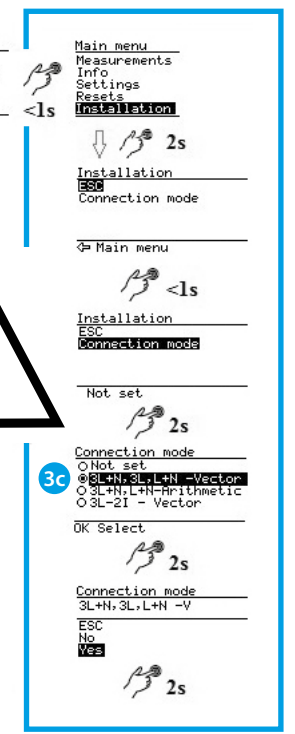 Main menu
Measurements
Info
Settings
Resets
Installation
<1s
2s
Installation
ESC
Connection mode
⇦ Main menu
<1s
Installation
ESC
Connection mode
Not set
2s
Connection mode
3c
○ Not set
◉ 3L+N,3L,L+N -Vector
○ 3L+N,L+N-Arithmetic
○ 3L-2I - Vector
OK Select
2s
Connection mode
3L+N,3L,L+N -V
ESC
No
Yes
2s